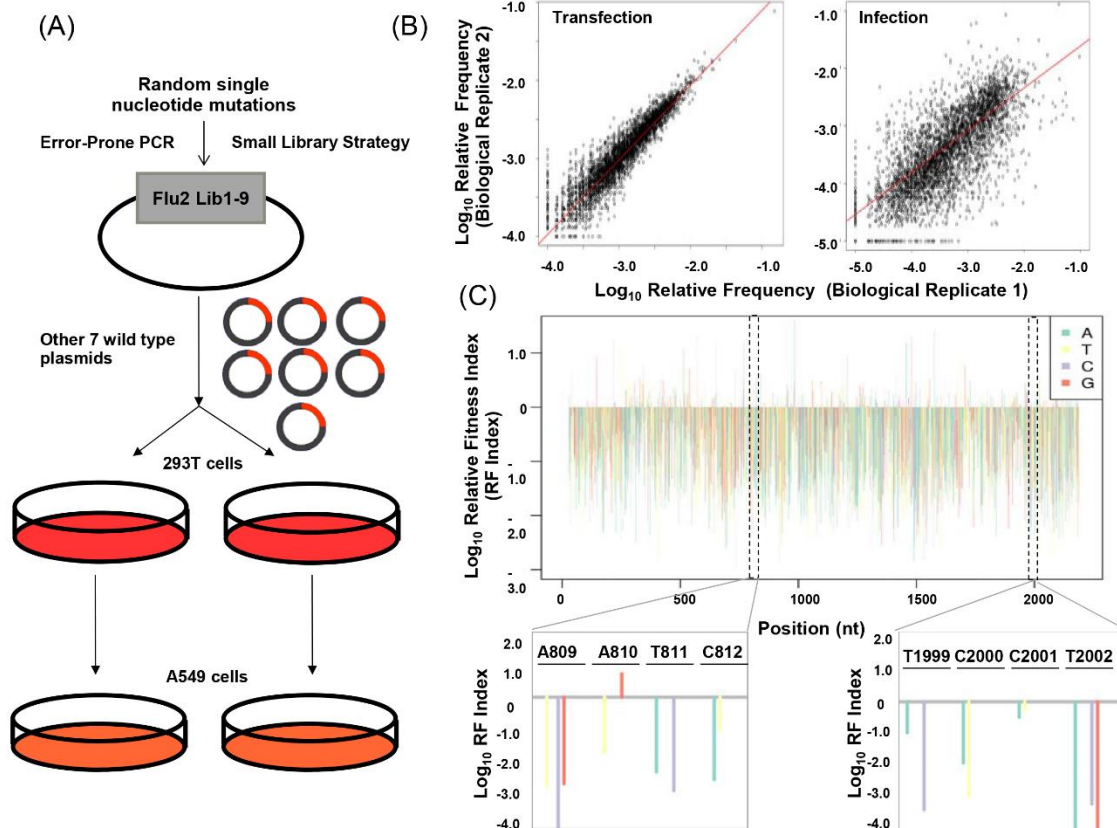 (A)
Random single
nucleotide mutations
Error-Prone PCR
Small Library Strategy
Flu2 Lib1-9
Other 7 wild type
plasmids
293T cells
A549 cells
(B)
Log10 Relative Frequency
(Biological Replicate 2)
-1.0
-2.0
-3.0
-4.0
Transfection
-4.0 -3.0 -2.0 -1.0
-1.0
-2.0
-3.0
-4.0
-5.0
Infection
-5.0 -4.0 -3.0 -2.0 -1.0
Log10 Relative Frequency (Biological Replicate 1)
(C)
Log10 Relative Fitness Index
(RF Index)
1.0
0
-
1.0
-
2.0
-
3.0
A
T
C
G
0 500 1000 1500 2000
Position (nt)
Log10 RF Index
2.0
1.0
0
-1.0
-2.0
-3.0
-4.0
A809 A810 T811 C812
Log10 RF Index
2.0
1.0
0
-1.0
-2.0
-3.0
-4.0
T1999 C2000 C2001 T2002